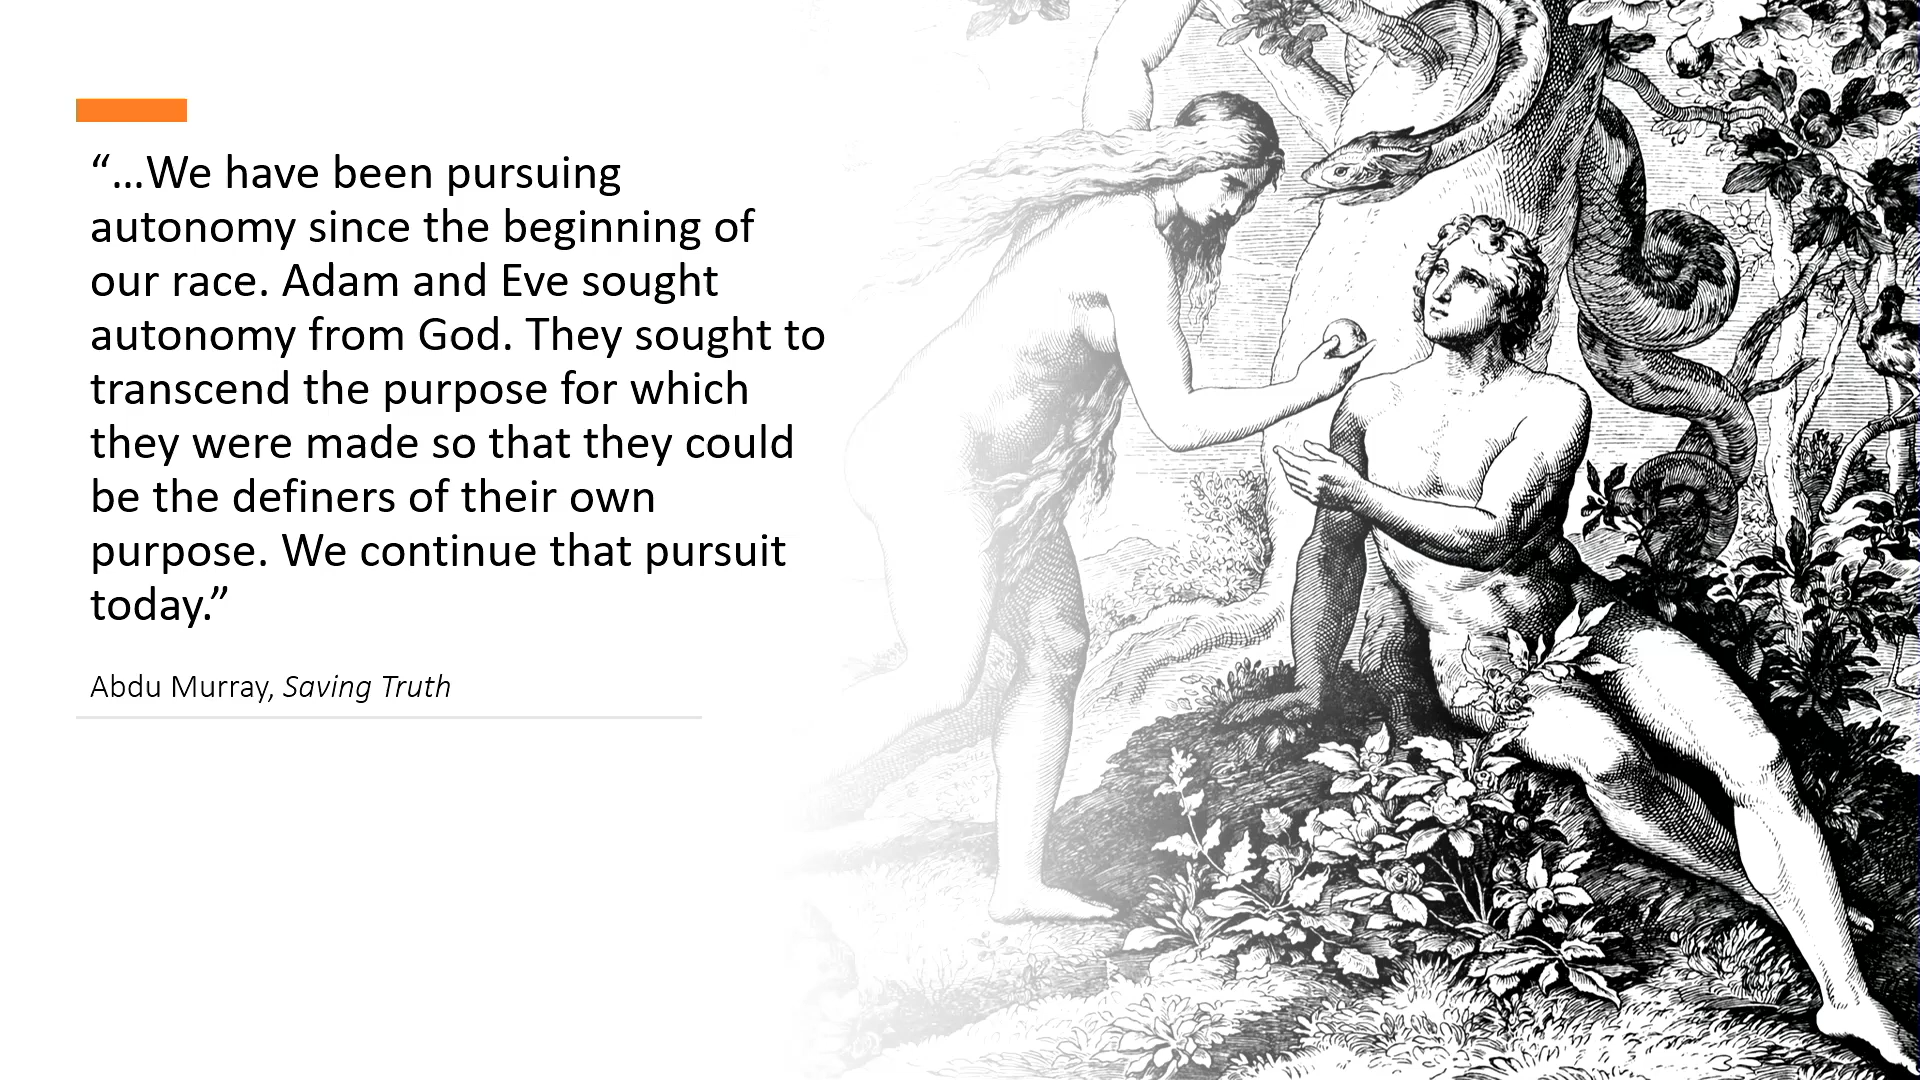 “…We have been pursuing
autonomy since the beginning of
our race. Adam and Eve sought
autonomy from God. They sought to
transcend the purpose for which
they were made so that they could
be the definers of their own
purpose. We continue that pursuit
today.”
Abdu Murray, Saving Truth